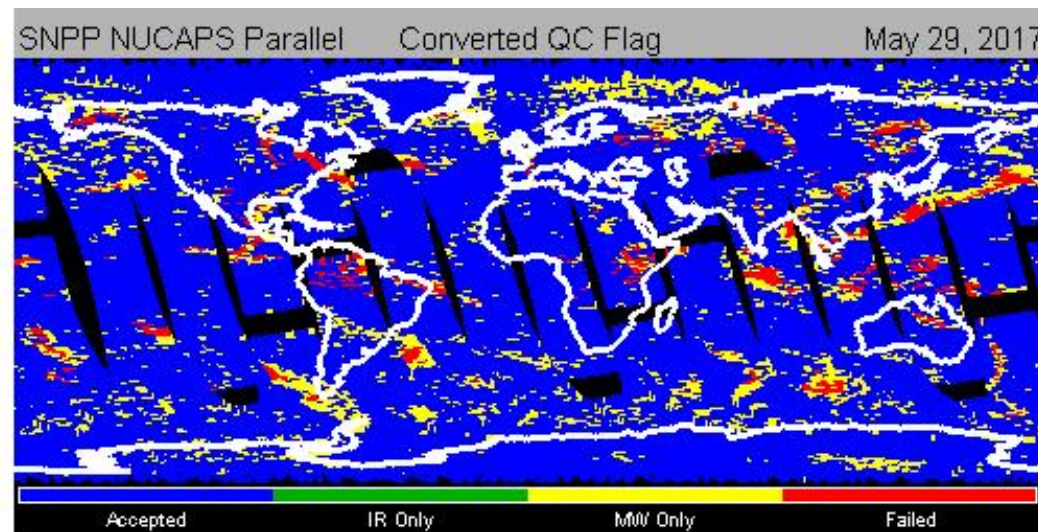 SNPP NUCAPS Parallel Converted QC Flag May 29, 2017
Accepted IR Only MW Only Failed